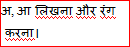 अ, आ लिखना और रंग
करना।